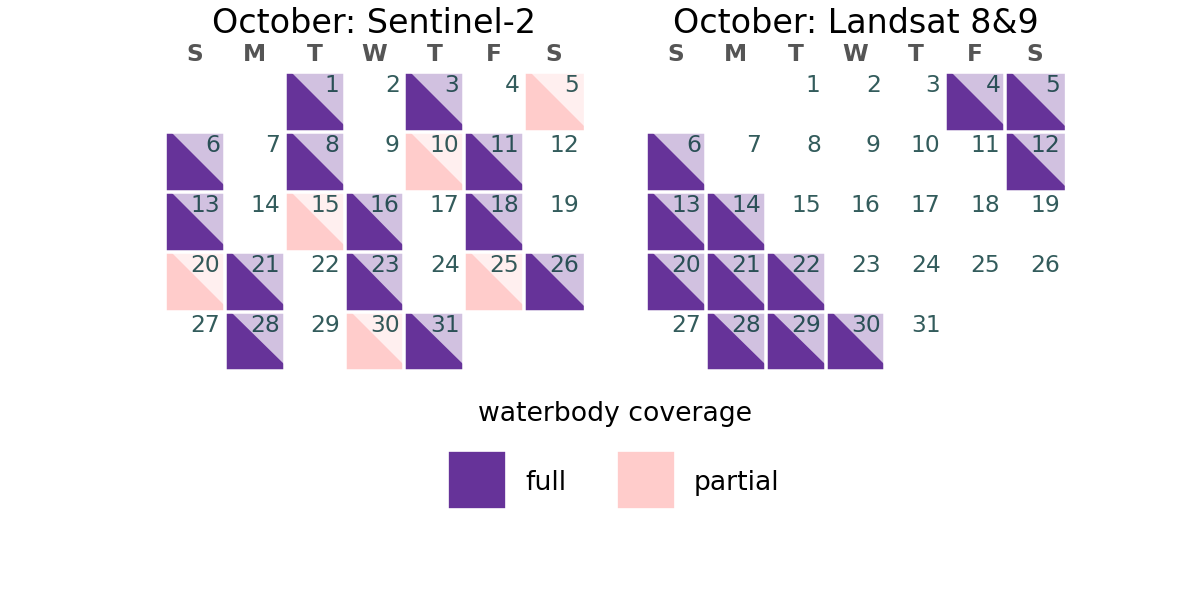 October: Sentinel-2
S M T W T F S
1 2 3 4 5
6 7 8 9 10 11 12
13 14 15 16 17 18 19
20 21 22 23 24 25 26
27 28 29 30 31
October: Landsat 8&9
S M T W T F S
1 2 3 4 5
6 7 8 9 10 11 12
13 14 15 16 17 18 19
20 21 22 23 24 25 26
27 28 29 30 31
waterbody coverage
full partial